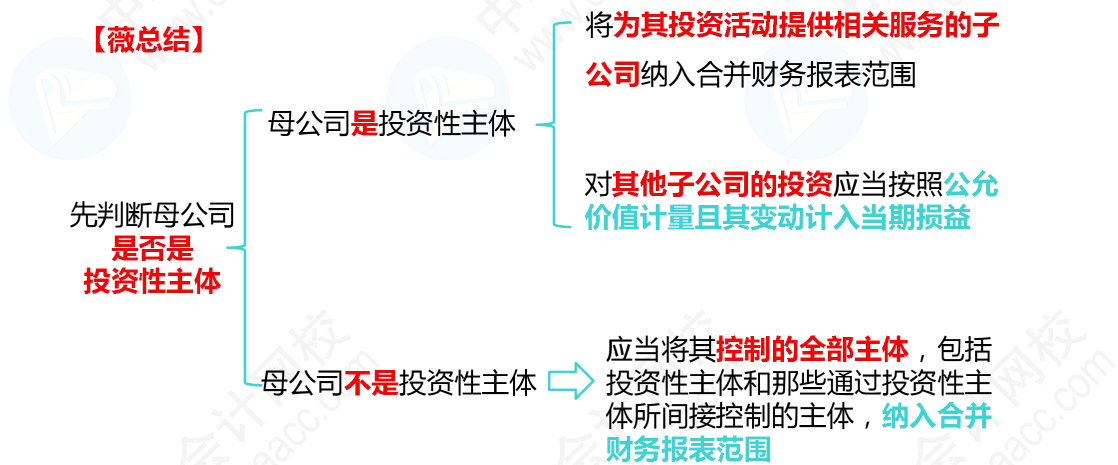 【薇总结】
将为其投资活动提供相关服务的子
公司纳入合并财务报表范围
母公司是投资性主体
对其他子公司的投资应当按照公允
价值计量且其变动计入当期损益
先判断母公司
是否是
投资性主体
母公司不是投资性主体
应当将其控制的全部主体，包括
投资性主体和那些通过投资性主
体所间接控制的主体，纳入合并
财务报表范围